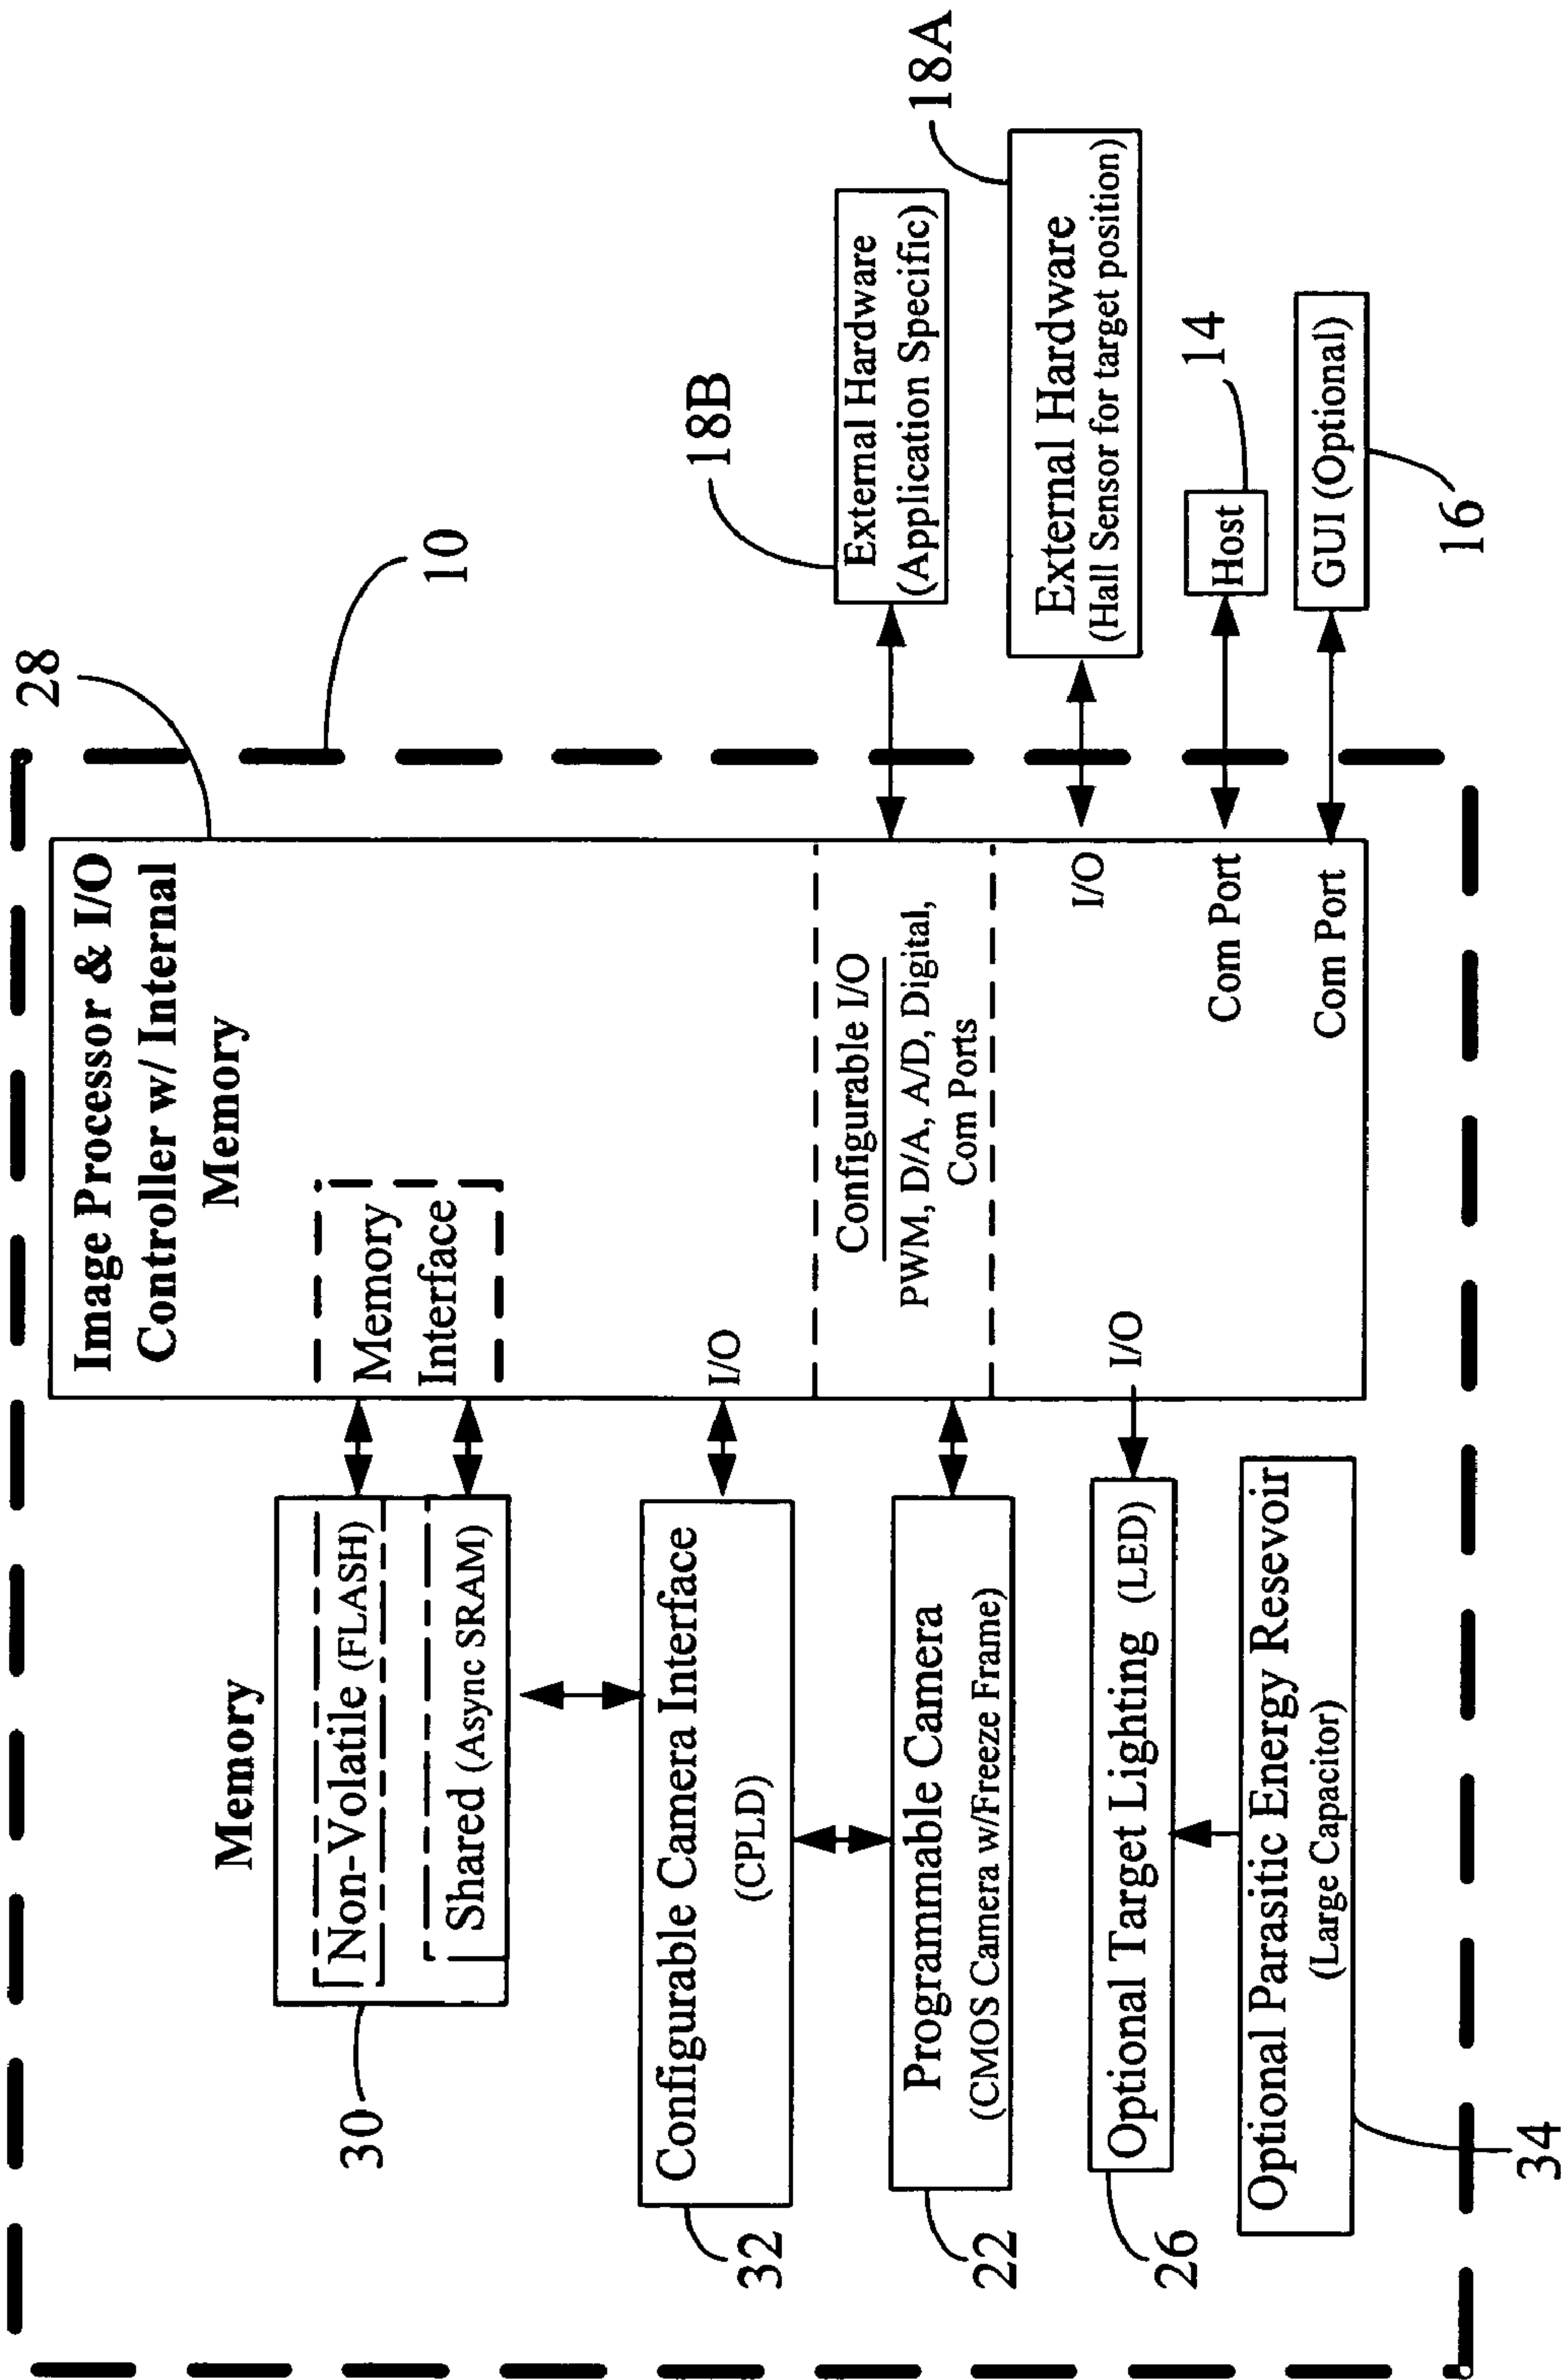 28
10
Image Processor & I/O
Controller w/ Internal
Memory
Memory
Interface
I/O
Configurable I/O
PWM, D/A, A/D, Digital,
Com Ports
I/O
I/O
Com Port
Com Port
Memory
Non-Volatile (FLASH)
Shared (Async SRAM)
30
Configurable Camera Interface
(CPLD)
32
Programmable Camera
(CMOS Camera w/Freeze Frame)
22
Optional Target Lighting (LED)
26
Optional Parasitic Energy Resevoir
(Large Capacitor)
34
18B
External Hardware
(Application Specific)
18A
External Hardware
(Hall Sensor for target position)
14
Host
GUI (Optional)
16